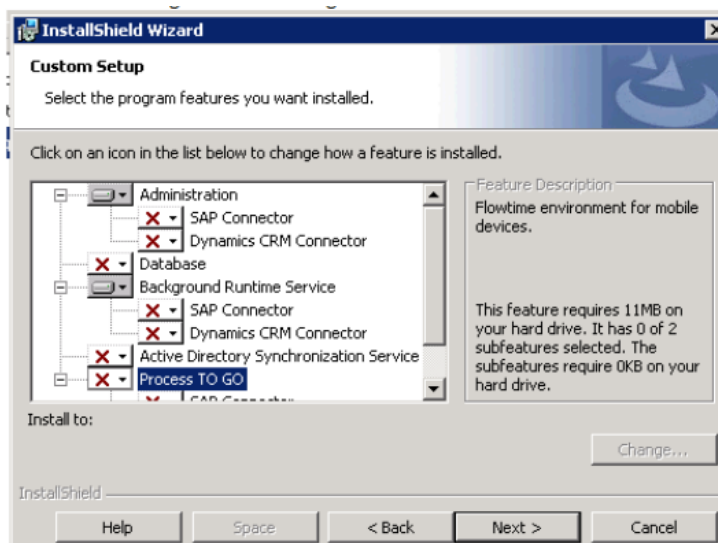 InstallShield Wizard
Custom Setup
Select the program features you want installed.
Click on an icon in the list below to change how a feature is installed.
Administration
SAP Connector
Dynamics CRM Connector
Database
Background Runtime Service
SAP Connector
Dynamics CRM Connector
Active Directory Synchronization Service
Process TO GO
SAP Connector
Feature Description
Flowtime environment for mobile
devices.
This feature requires 11MB on
your hard drive. It has 0 of 2
subfeatures selected. The
subfeatures require 0KB on your
hard drive.
Install to:
Change...
InstallShield
Help
Space
< Back
Next >
Cancel